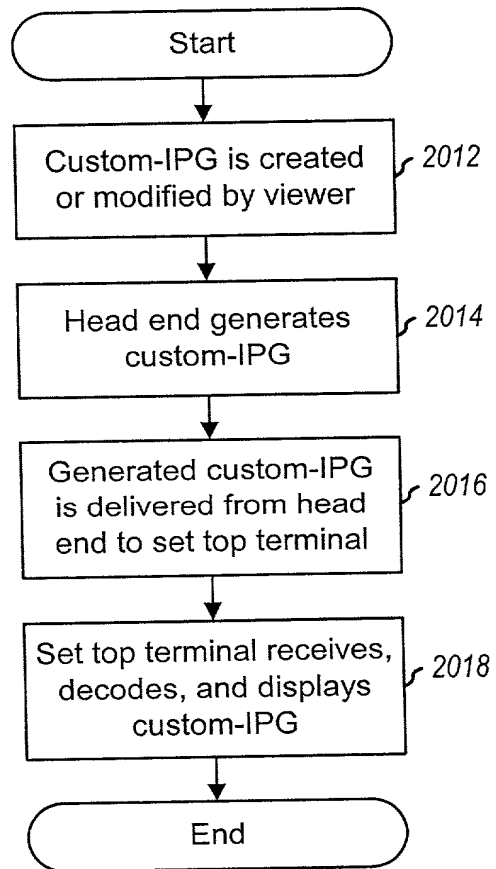 Start
Custom-IPG is created
or modified by viewer
2012
Head end generates
custom-IPG
2014
Generated custom-IPG
is delivered from head
end to set top terminal
2016
Set top terminal receives,
decodes, and displays
custom-IPG
2018
End